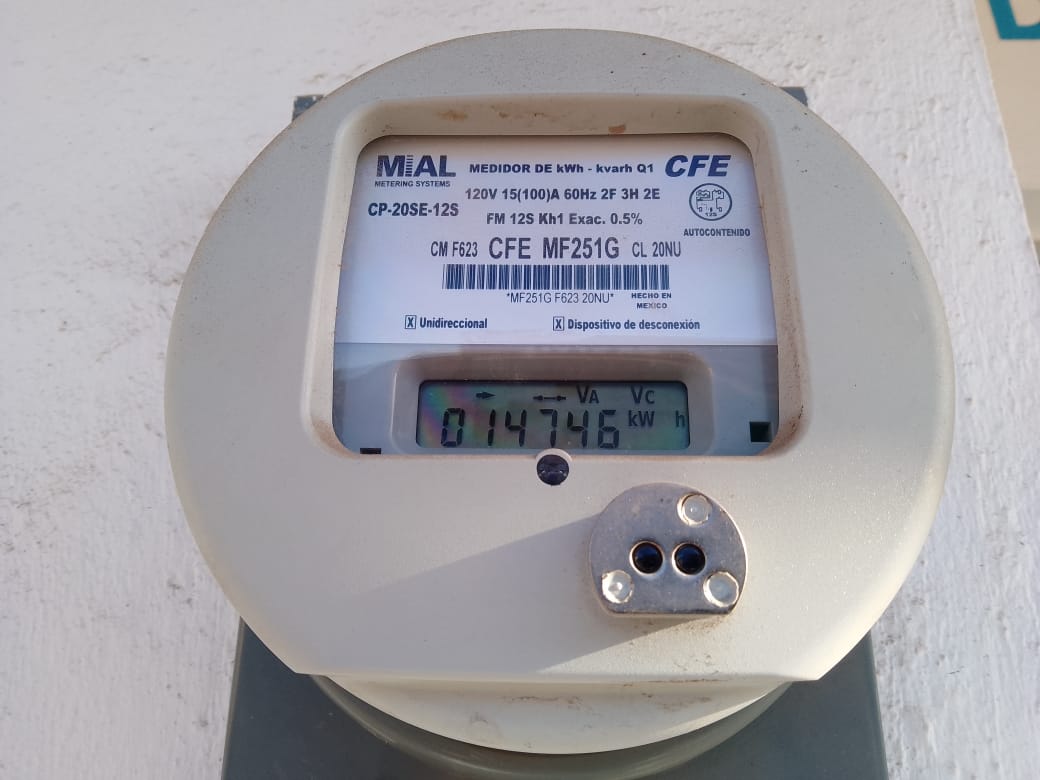 MIAL MEDIDOR DE kWh - kvarh Q1 CFE
METERING SYSTEMS
120V 15(100)A 60Hz 2F 3H 2E
CP-20SE-12S
FM 12S Kh1 Exac. 0.5%
12S
AUTOCONTENIDO
CM F623 CFE MF251G CL 20NU
*MF251G F623 20NU*
HECHO EN
MEXICO
X Unidireccional X Dispositivo de desconexión
VA VC
014746 kW h